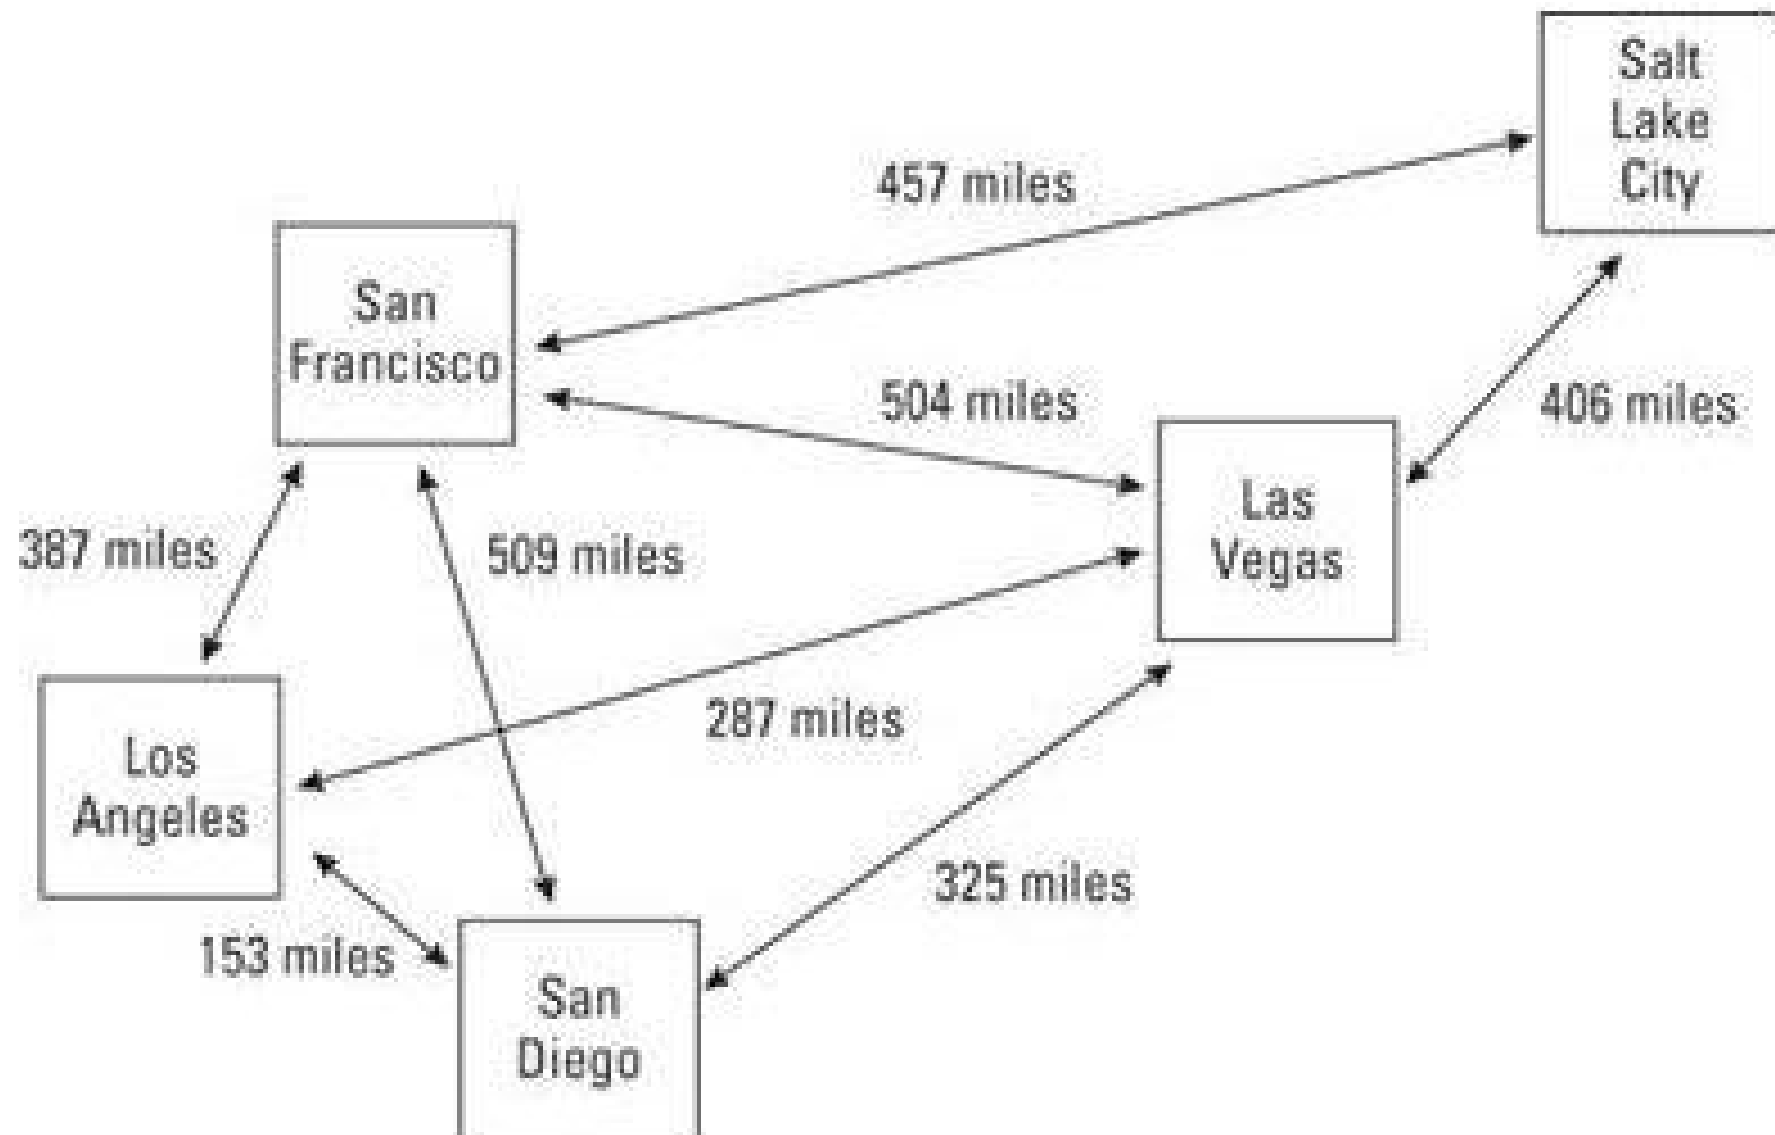 Salt
Lake
City
457 miles
San
Francisco
504 miles
406 miles
Las
Vegas
387 miles
509 miles
287 miles
Los
Angeles
325 miles
153 miles
San
Diego